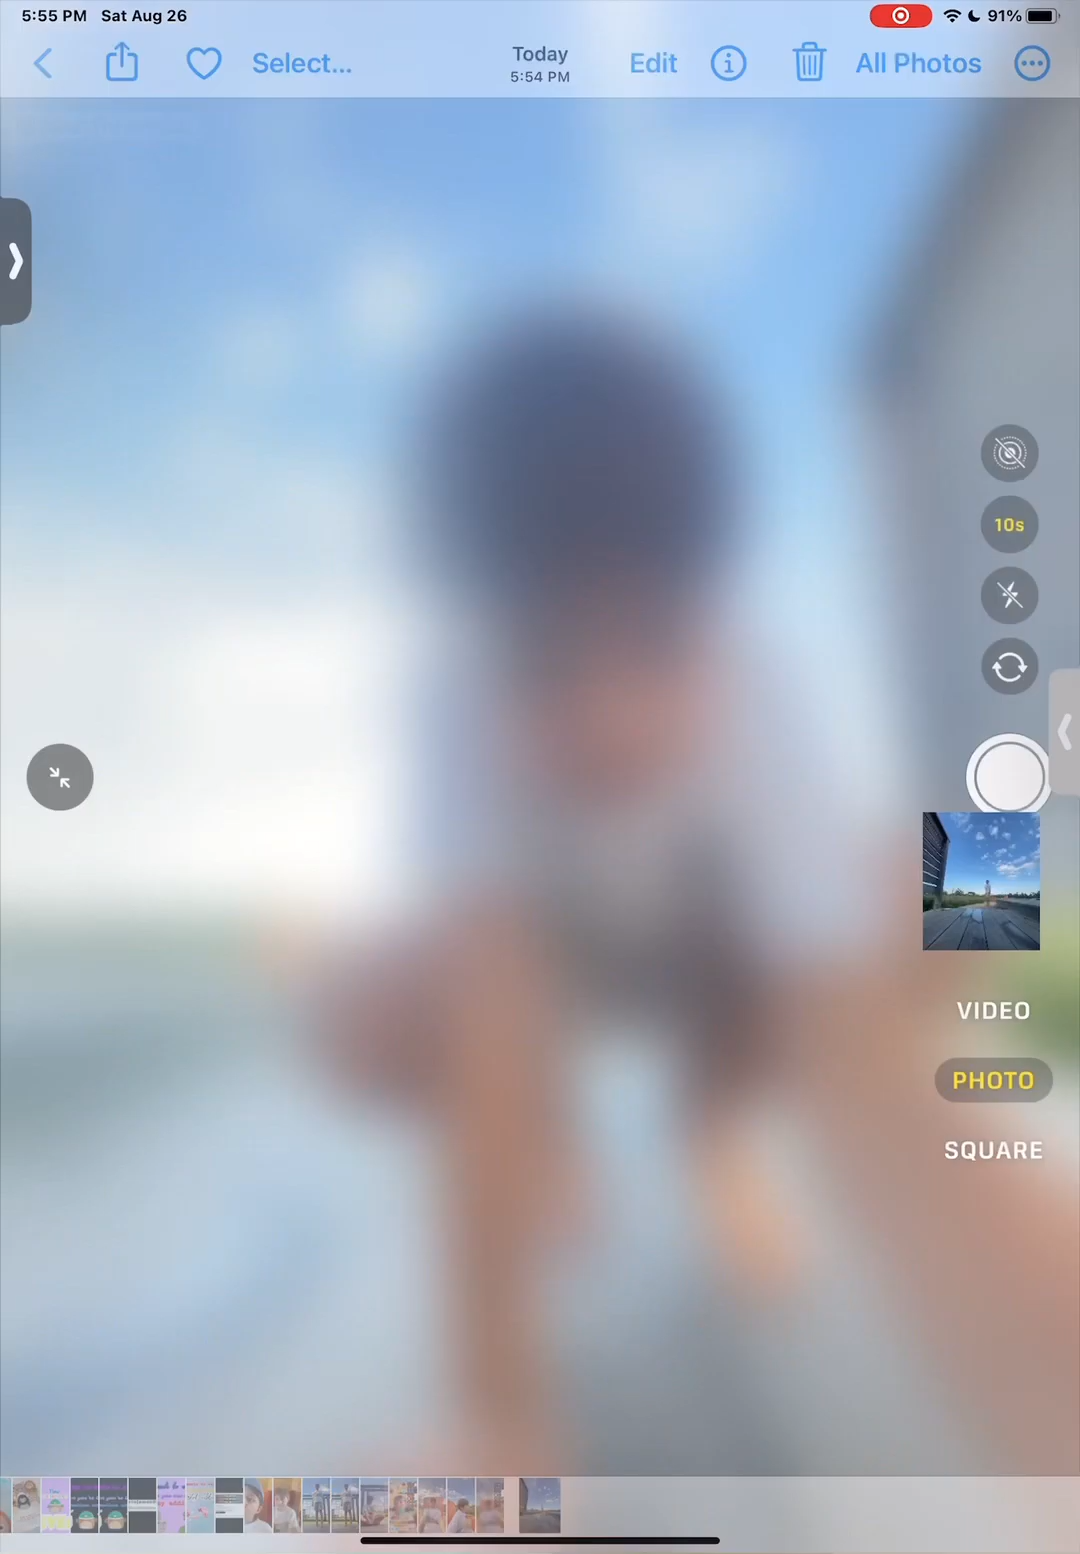 5:55 PM Sat Aug 26
91%
Select...
Today
5:54 PM
Edit
All Photos
10s
VIDEO
PHOTO
SQUARE